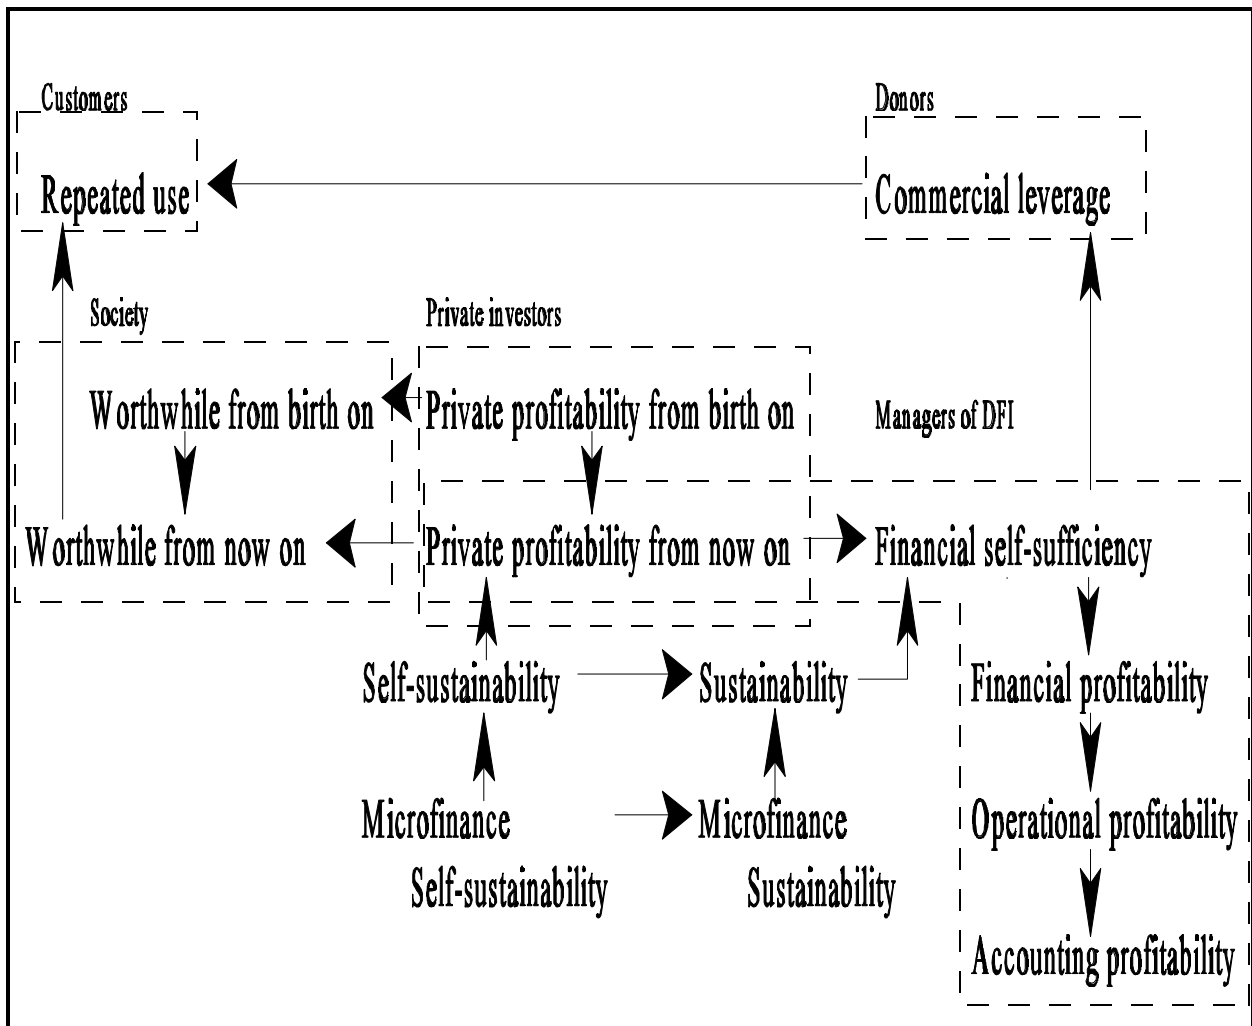 Customers
Donors
Repeated use
Commercial leverage
Society
Private investors
Worthwhile from birth on
Private profitability from birth on
Managers of DFI
Worthwhile from now on
Private profitability from now on
Financial self-sufficiency
Self-sustainability
Sustainability
Financial profitability
Microfinance
Self-sustainability
Microfinance
Sustainability
Operational profitability
Accounting profitability